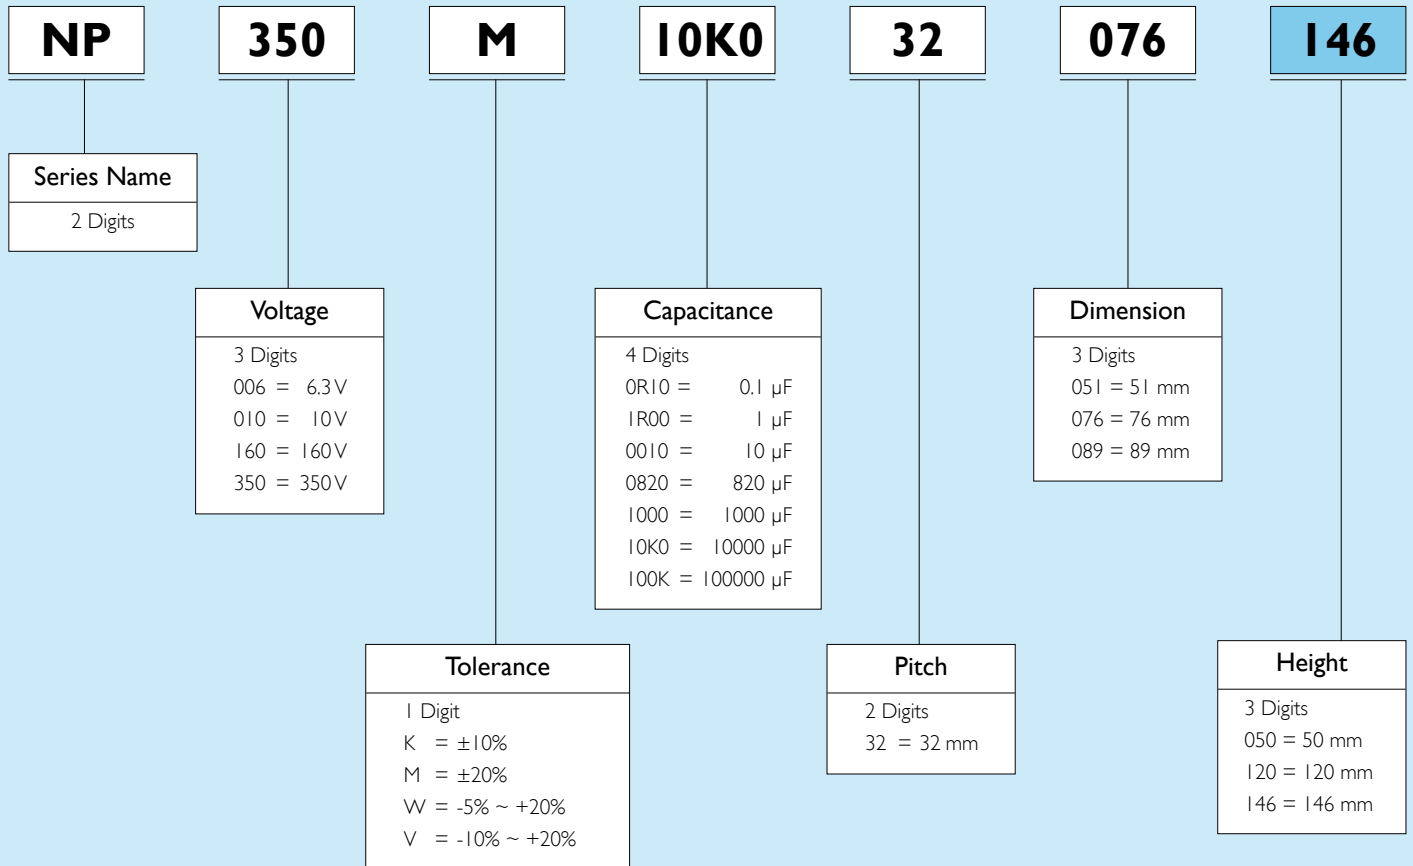 NP 350 M 10K0 32 076 146
Series Name
2 Digits
Voltage
3 Digits
006 = 6.3 V
010 = 10 V
160 = 160 V
350 = 350 V
Capacitance
4 Digits
0R10 = 0.1 µF
1R00 = 1 µF
0010 = 10 µF
0820 = 820 µF
1000 = 1000 µF
10K0 = 10000 µF
100K = 100000 µF
Dimension
3 Digits
051 = 51 mm
076 = 76 mm
089 = 89 mm
Tolerance
1 Digit
K = ±10%
M = ±20%
W = -5% ~ +20%
V = -10% ~ +20%
Pitch
2 Digits
32 = 32 mm
Height
3 Digits
050 = 50 mm
120 = 120 mm
146 = 146 mm